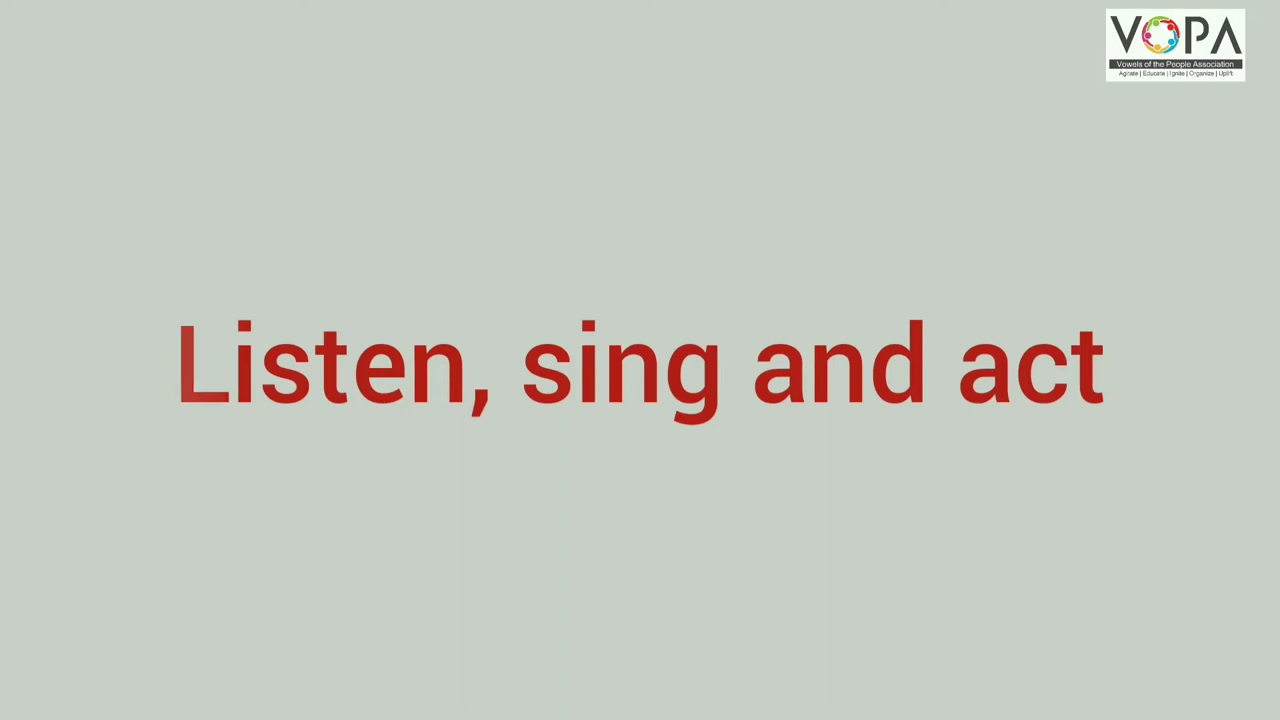 VOPA
Vowels of the People Association
Agitate | Educate | Ignite | Organize | Uplift
Listen, sing and act